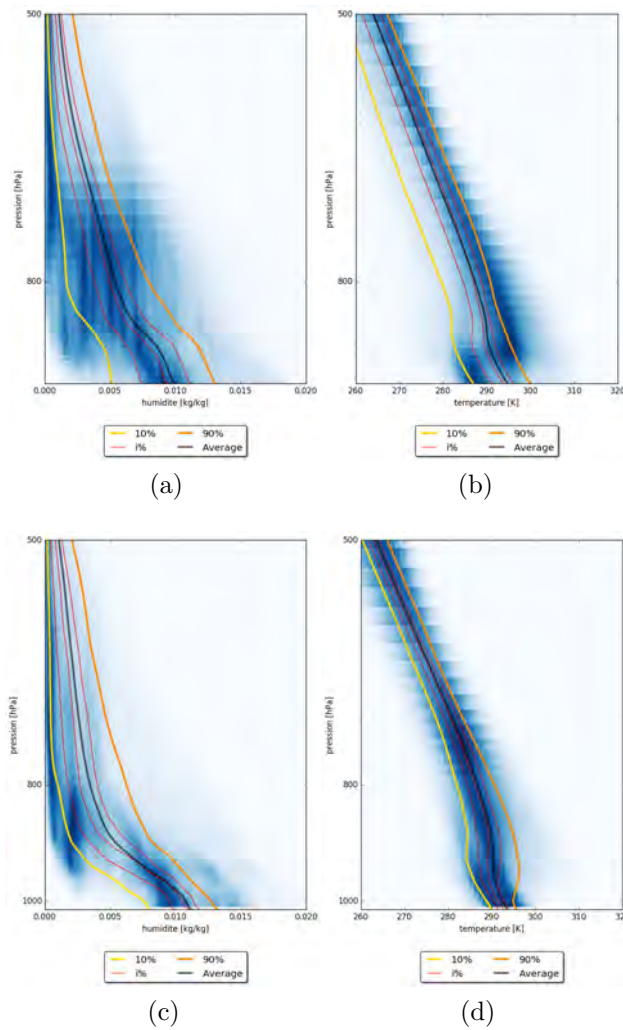 500
800
pression [hPa]
0.000 0.005 0.010 0.015 0.020
humidite [kg/kg]
10% 90%
i% Average
(a)
500
800
pression [hPa]
260 270 280 290 300 310 320
temperature [K]
10% 90%
i% Average
(b)
500
800
1000
pression [hPa]
0.000 0.005 0.010 0.015 0.020
humidite [kg/kg]
10% 90%
i% Average
(c)
500
800
1000
pression [hPa]
260 270 280 290 300 310 320
temperature [K]
10% 90%
i% Average
(d)